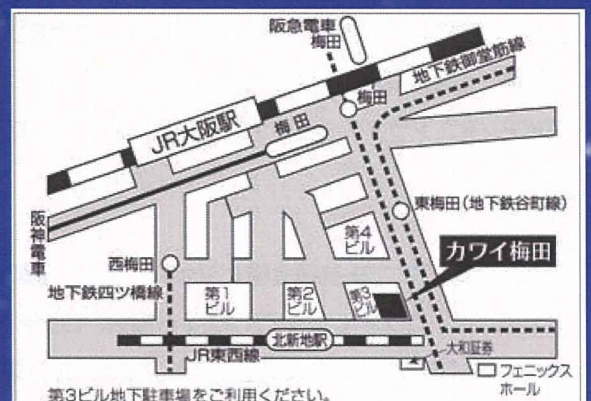 阪急電車
梅田
地下鉄御堂筋線
梅田
JR大阪駅
梅田
阪神電車
東梅田（地下鉄谷町線）
第4
ビル
カワイ梅田
西梅田
地下鉄四ツ橋線
第1
ビル
第2
ビル
第3
ビル
北新地駅
JR東西線
大和証券
フェニックス
ホール
第3ビル地下駐車場をご利用ください。